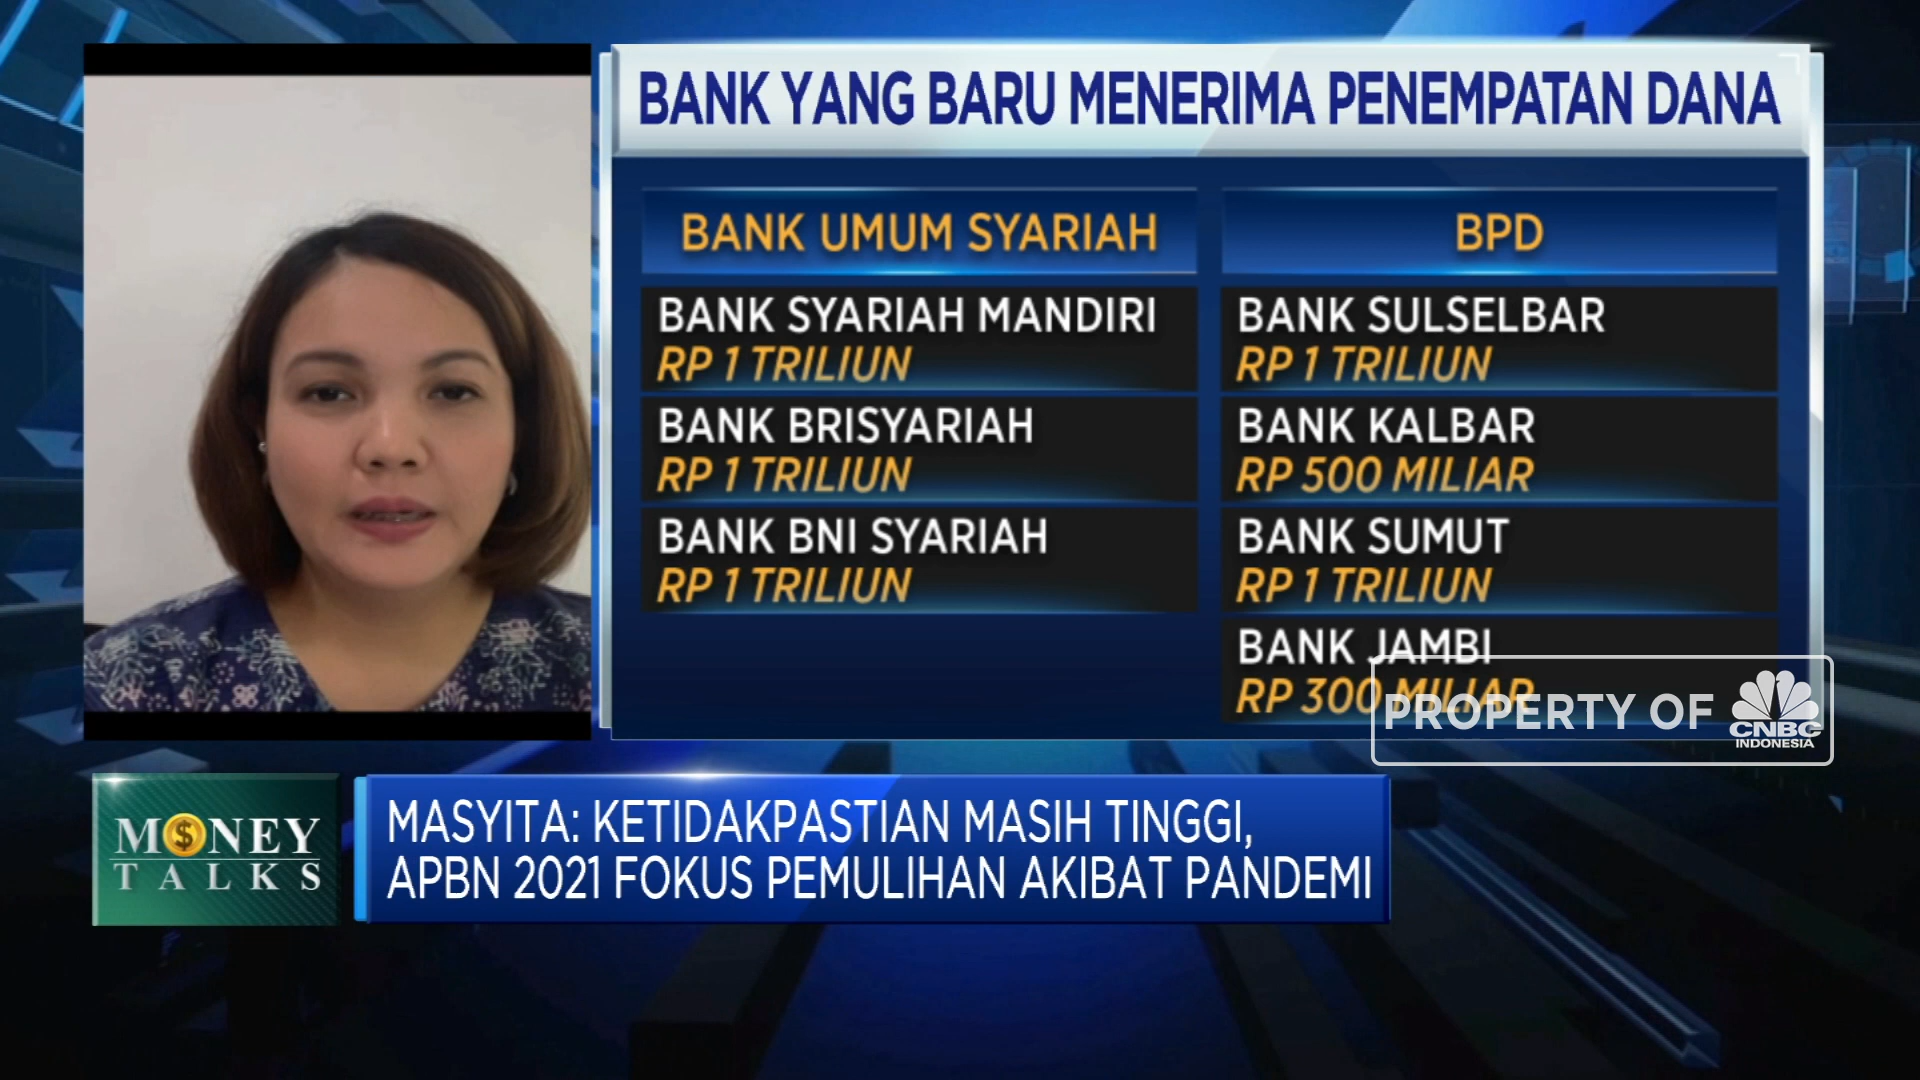 BANK YANG BARU MENERIMA PENEMPATAN DANA
BANK UMUM SYARIAH
BANK SYARIAH MANDIRI
RP 1 TRILIUN
BANK BRISYARIAH
RP 1 TRILIUN
BANK BNI SYARIAH
RP 1 TRILIUN
BPD
BANK SULSELBAR
RP 1 TRILIUN
BANK KALBAR
RP 500 MILIAR
BANK SUMUT
RP 1 TRILIUN
BANK JAMBI
RP 300 MILIAR
PROPERTY OF
CNBC
INDONESIA
MONEY
TALKS
MASYITA: KETIDAKPASTIAN MASIH TINGGI,
APBN 2021 FOKUS PEMULIHAN AKIBAT PANDEMI